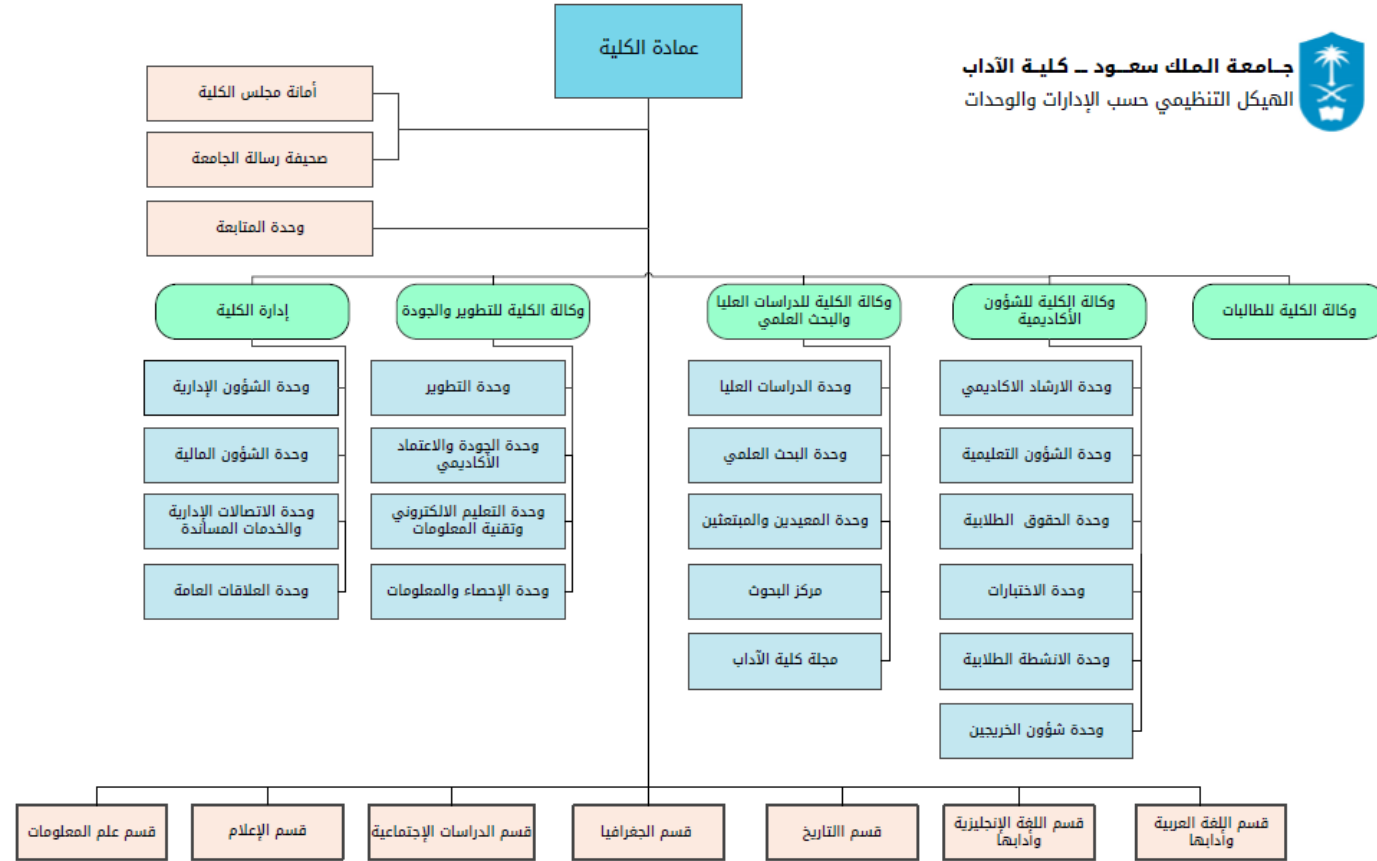 جــامعة الملك سعــود – كليـة الآداب
الهيكل التنظيمي حسب الإدارات والوحدات
عمادة الكلية
أمانة مجلس الكلية
صحيفة رسالة الجامعة
وحدة المتابعة
وكالة الكلية للطالبات
وكالة الكلية للشؤون
الأكاديمية
وكالة الكلية للدراسات العليا
والبحث العلمي
وكالة الكلية للتطوير والجودة
إدارة الكلية
وحدة الارشاد الاكاديمي
وحدة الشؤون التعليمية
وحدة الحقوق الطلابية
وحدة الاختبارات
وحدة الانشطة الطلابية
وحدة شؤون الخريجين
وحدة الدراسات العليا
وحدة البحث العلمي
وحدة المعيدين والمبتعثين
مركز البحوث
مجلة كلية الآداب
وحدة التطوير
وحدة الجودة والاعتماد
الأكاديمي
وحدة التعليم الالكتروني
وتقنية المعلومات
وحدة الإحصاء والمعلومات
وحدة الشؤون الإدارية
وحدة الشؤون المالية
وحدة الاتصالات الإدارية
والخدمات المساندة
وحدة العلاقات العامة
قسم اللغة العربية
وآدابها
قسم اللغة الإنجليزية
وآدابها
قسم االتاريخ
قسم الجغرافيا
قسم الدراسات الإجتماعية
قسم الإعلام
قسم علم المعلومات